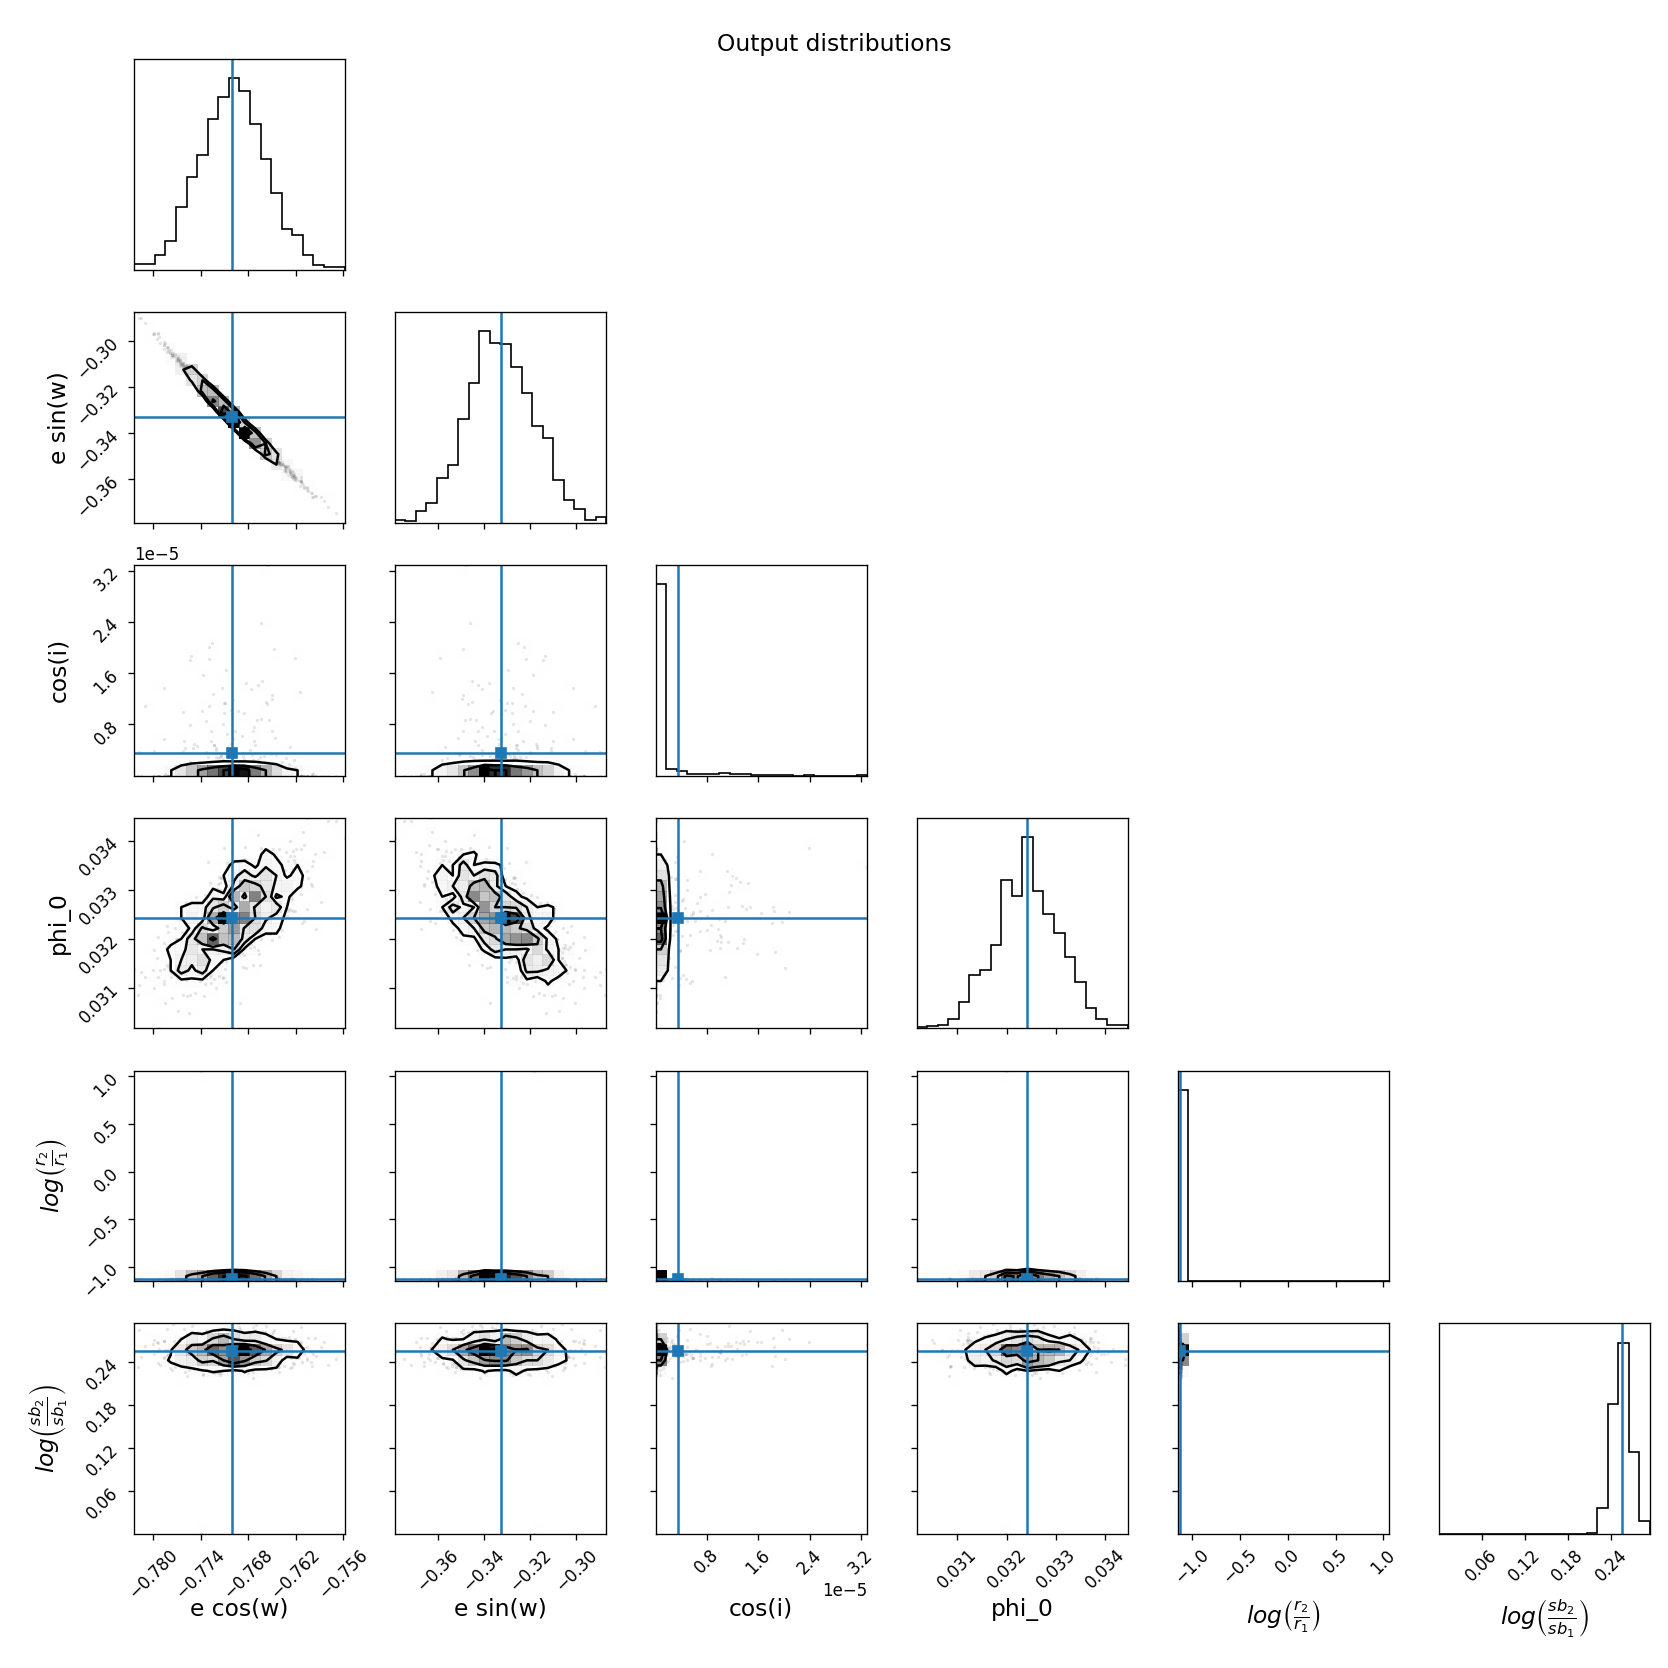 Output distributions
e sin(w)
−0.30
−0.32
−0.34
−0.36
1e−5
cos(i)
3.2
2.4
1.6
0.8
phi_0
0.034
0.033
0.032
0.031
log(r₂/r₁)
1.0
0.5
0.0
−0.5
−1.0
log(sb₂/sb₁)
0.24
0.18
0.12
0.06
−0.780 −0.774 −0.768 −0.762 −0.756
e cos(w)
−0.36 −0.34 −0.32 −0.30
e sin(w)
0.8 1.6 2.4 3.2
1e−5
cos(i)
0.031 0.032 0.033 0.034
phi_0
−1.0 −0.5 0.0 0.5 1.0
log(r₂/r₁)
0.06 0.12 0.18 0.24
log(sb₂/sb₁)